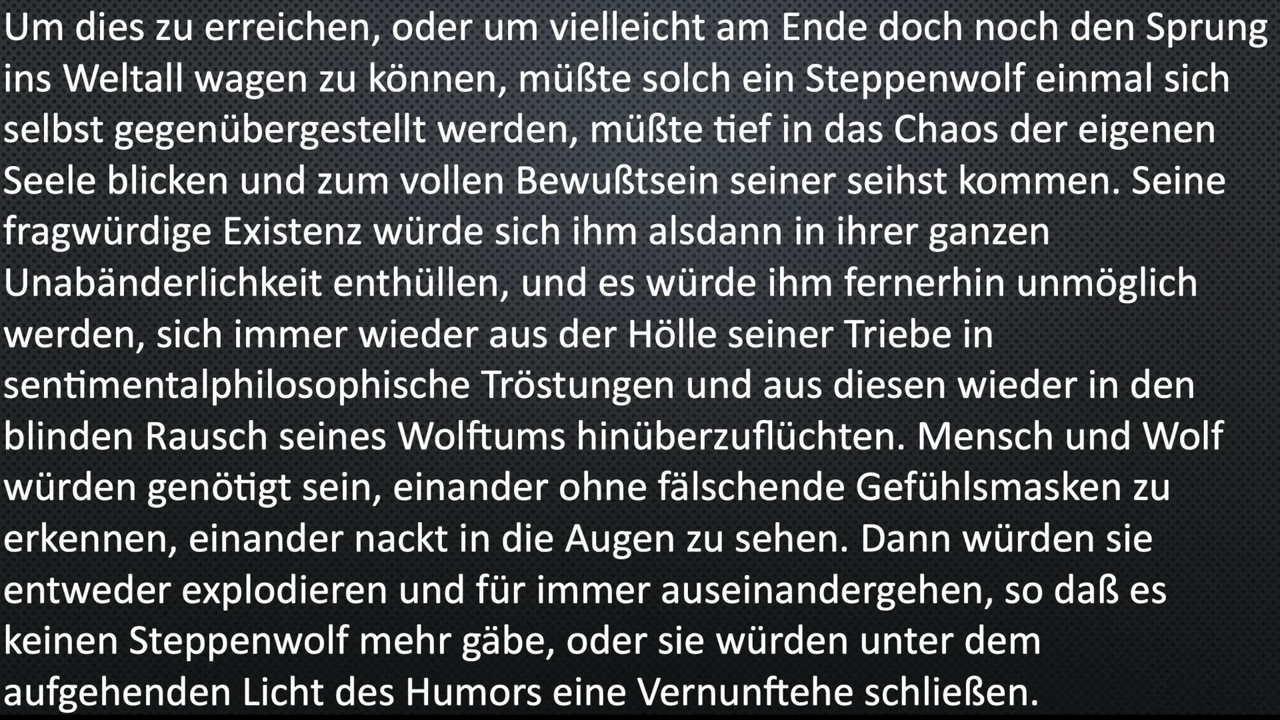 Um dies zu erreichen, oder um vielleicht am Ende doch noch den Sprung
ins Weltall wagen zu können, müßte solch ein Steppenwolf einmal sich
selbst gegenübergestellt werden, müßte tief in das Chaos der eigenen
Seele blicken und zum vollen Bewußtsein seiner seihst kommen. Seine
fragwürdige Existenz würde sich ihm alsdann in ihrer ganzen
Unabänderlichkeit enthüllen, und es würde ihm fernerhin unmöglich
werden, sich immer wieder aus der Hölle seiner Triebe in
sentimentalphilosophische Tröstungen und aus diesen wieder in den
blinden Rausch seines Wolftums hinüberzuflüchten. Mensch und Wolf
würden genötigt sein, einander ohne fälschende Gefühlsmasken zu
erkennen, einander nackt in die Augen zu sehen. Dann würden sie
entweder explodieren und für immer auseinandergehen, so daß es
keinen Steppenwolf mehr gäbe, oder sie würden unter dem
aufgehenden Licht des Humors eine Vernunftehe schließen.